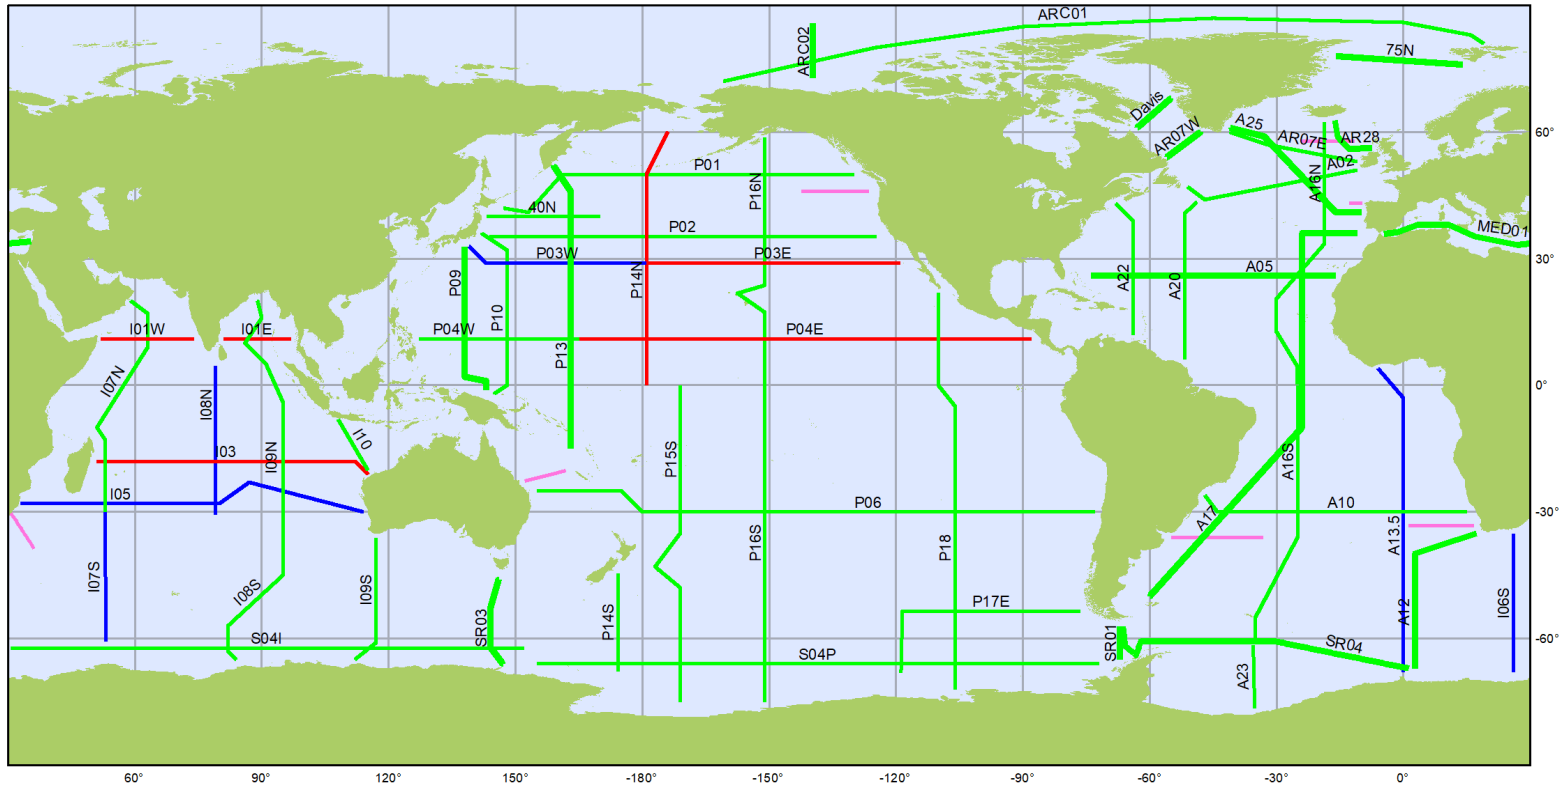 ARC01
ARC02
75N
Davis
A25
AR07W
AR07E
AR28
60°
A02
P01
P16N
A16N
40N
P02
MED01
P03W
P03E
P14N
P09
A22
A20
A05
30°
I01W
I01E
P04W
P10
P04E
P13
I07N
I08N
0°
I10
I03
I09N
P15S
A16S
I05
P06
A17
A10
-30°
P16S
P18
A13.5
I07S
I08S
I09S
P17E
SR03
P14S
A12
I06S
S04I
SR01
SR04
-60°
S04P
A23
60°
90°
120°
150°
-180°
-150°
-120°
-90°
-60°
-30°
0°